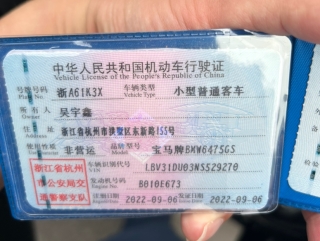 中华人民共和国机动车行驶证
Vehicle License of the People's Republic of China
号牌号码 浙A61K3X 车辆类型 小型普通客车
Plate No. Vehicle Type
所有人 吴宇鑫
Owner
住址 浙江省杭州市拱墅区东新路155号
使用性质 非营运 品牌型号 宝马牌BMW6475GS
浙江省杭州市公安局交通警察支队
车辆识别代号 LBV31DU03NSS29270
VIN
发动机号码 B010E673
Engine No.
注册日期 2022-09-06 发证日期 2022-09-06